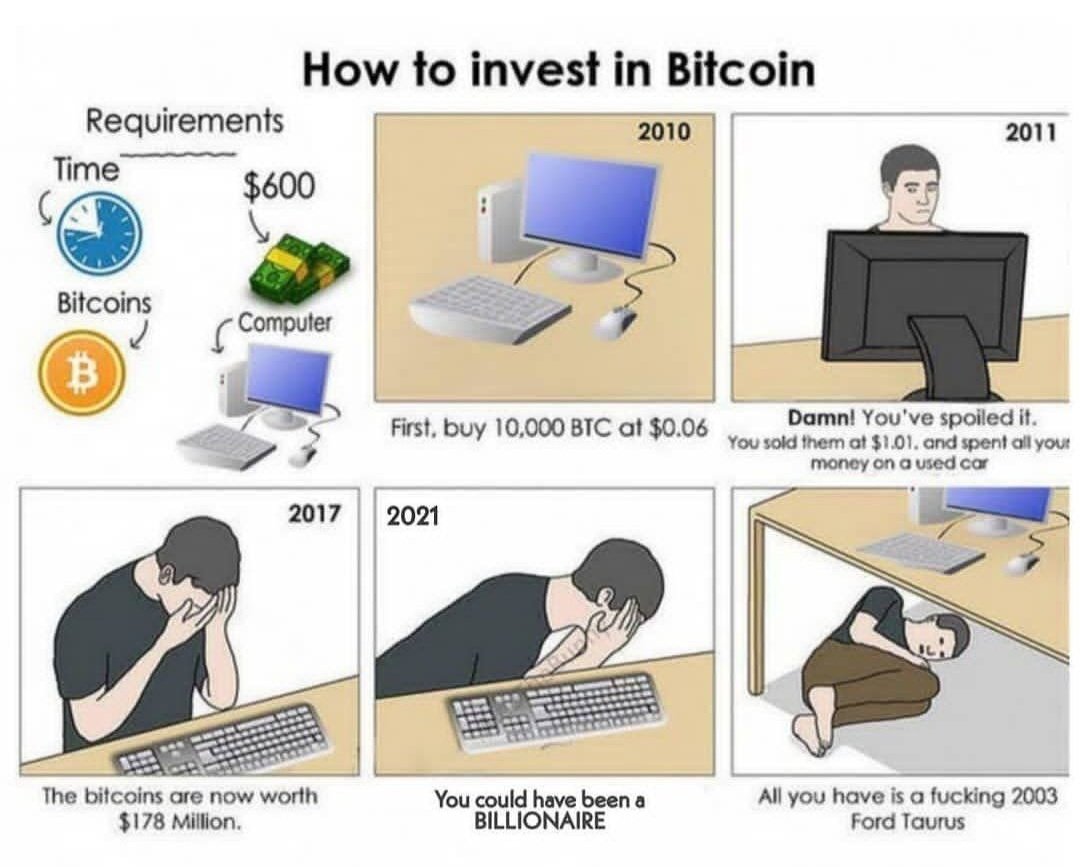 How to invest in Bitcoin
Requirements
Time
$600
Bitcoins
Computer
2010
First, buy 10,000 BTC at $0.06
2011
Damn! You've spoiled it.
You sold them at $1.01, and spent all your
money on a used car
2017
The bitcoins are now worth
$178 Million.
2021
You could have been a
BILLIONAIRE
All you have is a fucking 2003
Ford Taurus